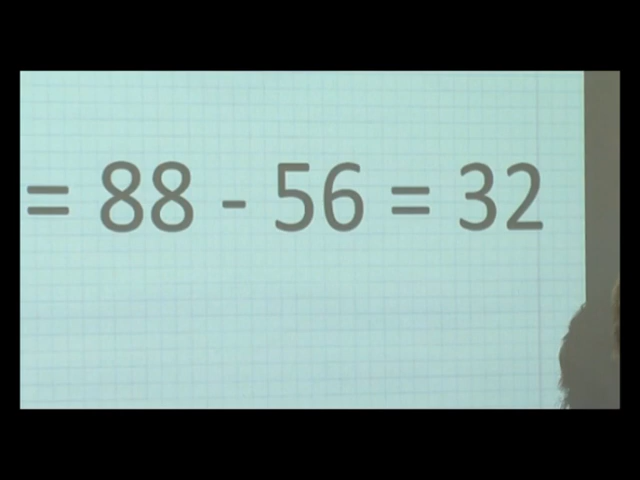 = 88 - 56 = 32